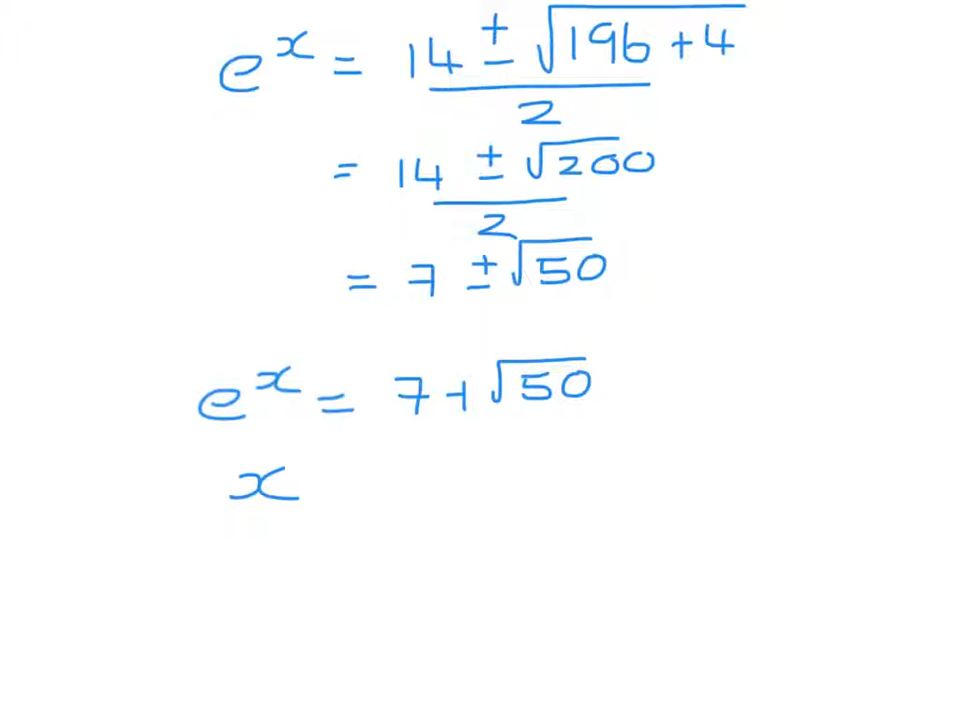 e^x = 14 ± √196 + 4
2
= 14 ± √200
2
= 7 ± √50
e^x = 7 + √50
x